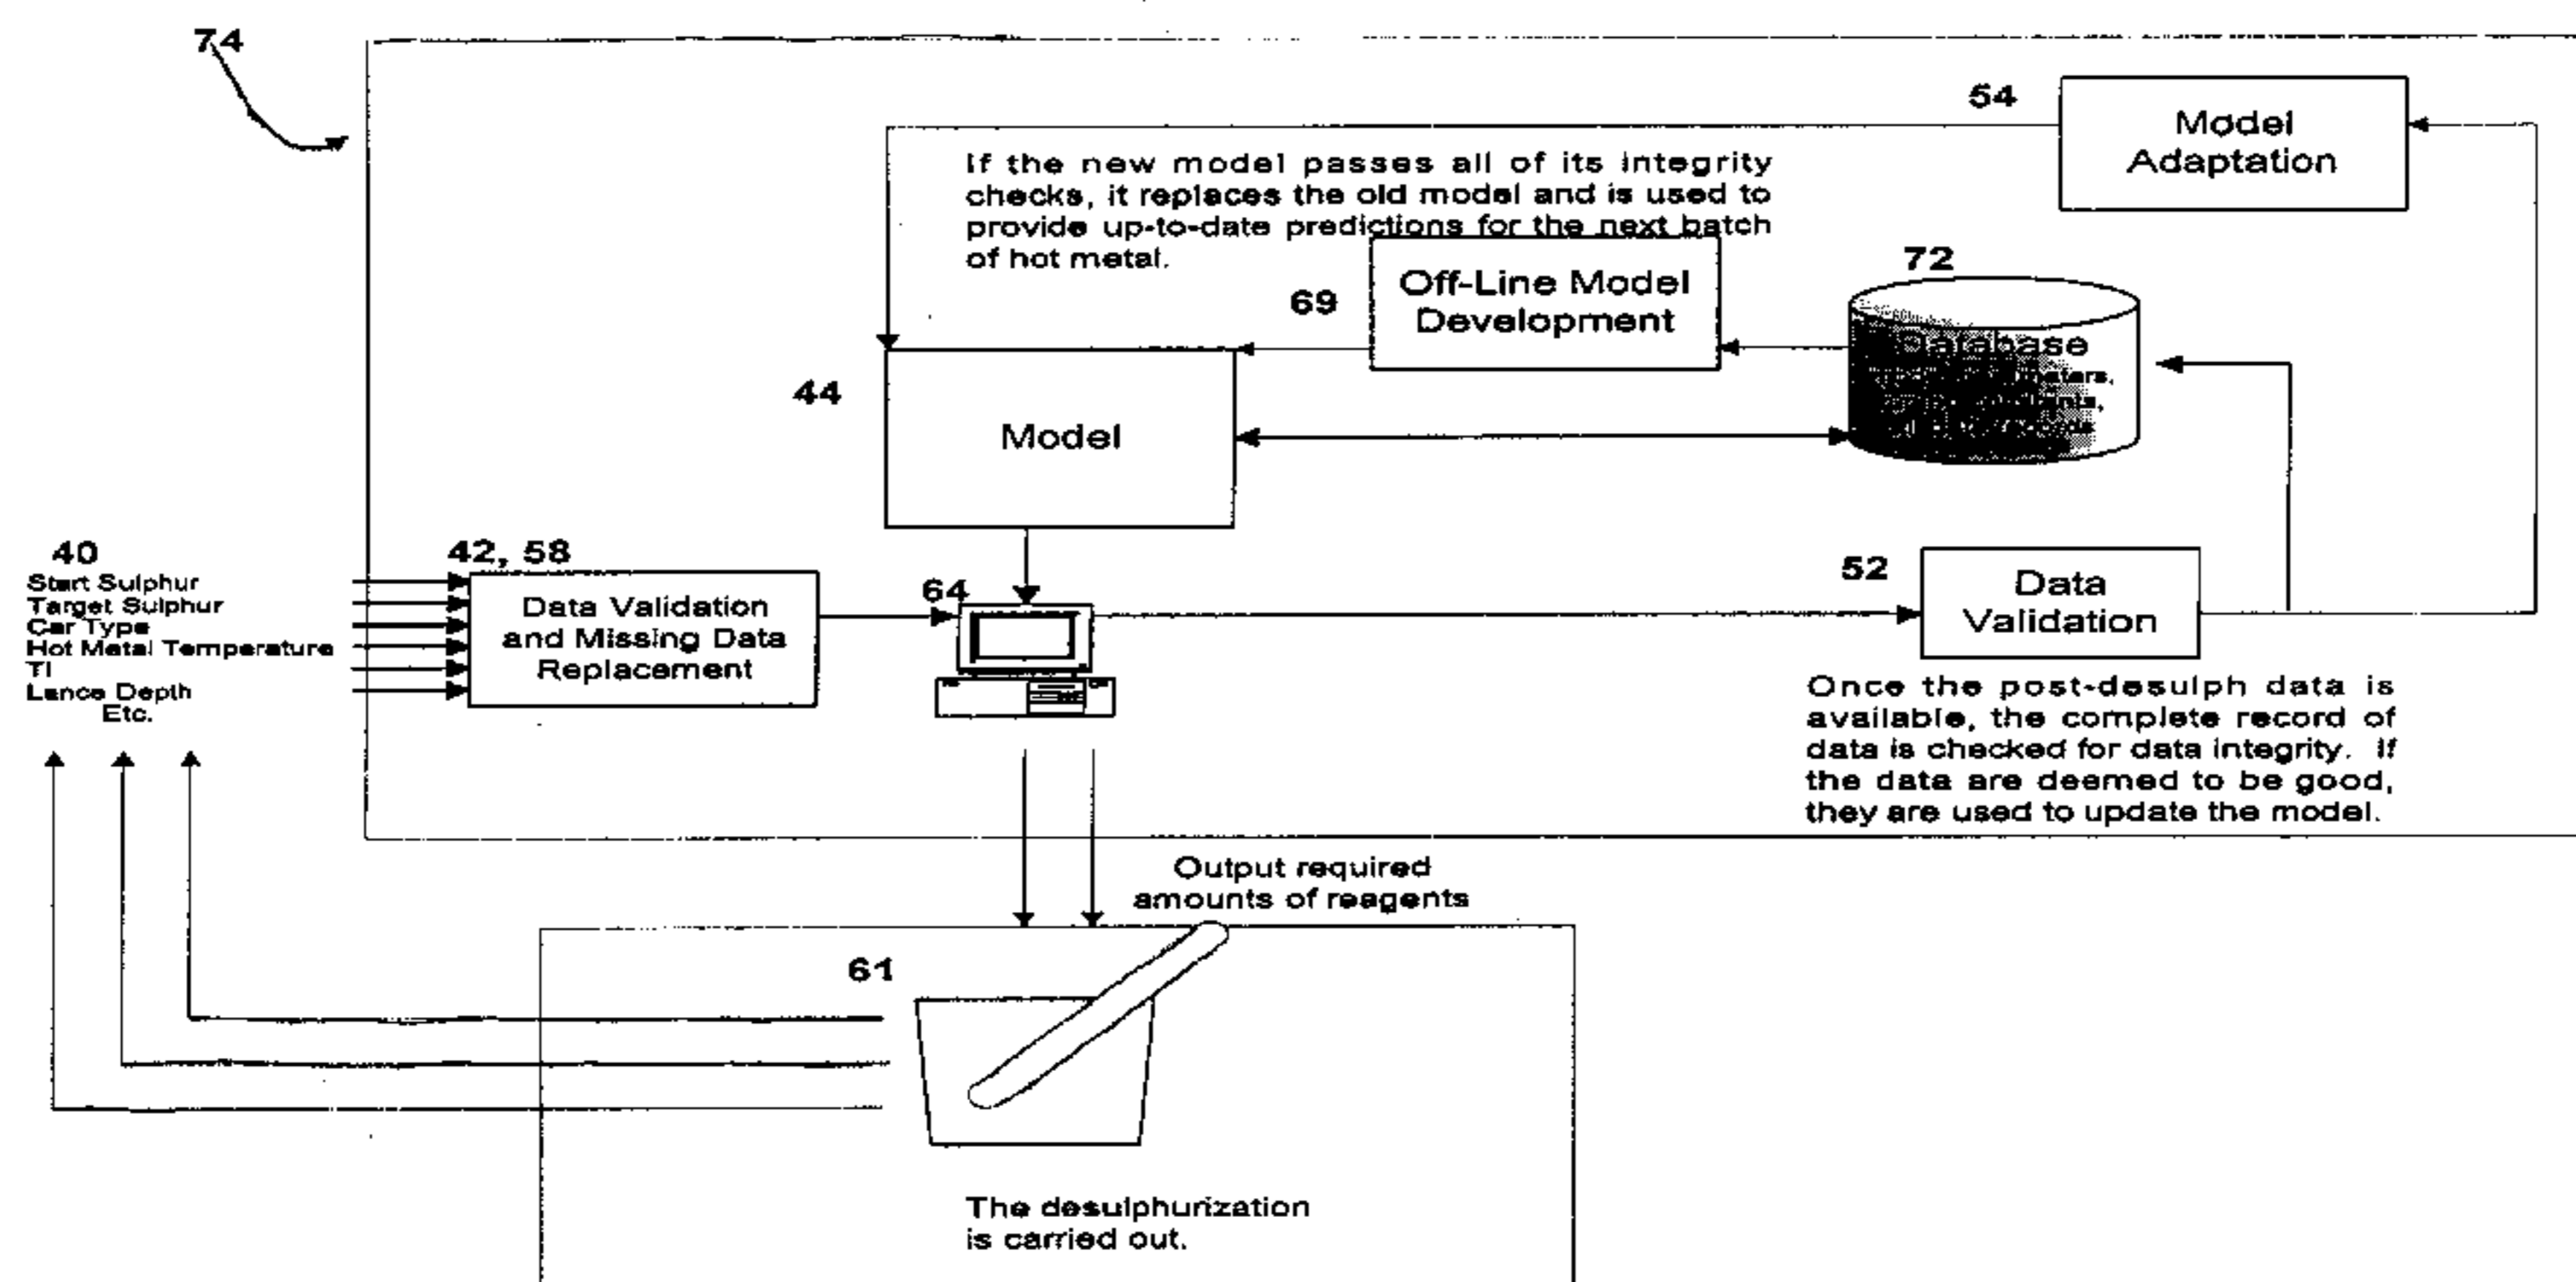 74
54
Model
Adaptation
If the new model passes all of its integrity
checks, it replaces the old model and is used to
provide up-to-date predictions for the next batch
of hot metal.
72
69
Off-Line Model
Development
Database
44
Model
40
Start Sulphur
Target Sulphur
Car Type
Hot Metal Temperature
TI
Lance Depth
Etc.
42, 58
Data Validation
and Missing Data
Replacement
64
52
Data
Validation
Once the post-desulph data is
available, the complete record of
data is checked for data integrity. If
the data are deemed to be good,
they are used to update the model.
Output required
amounts of reagents
61
The desulphurization
is carried out.